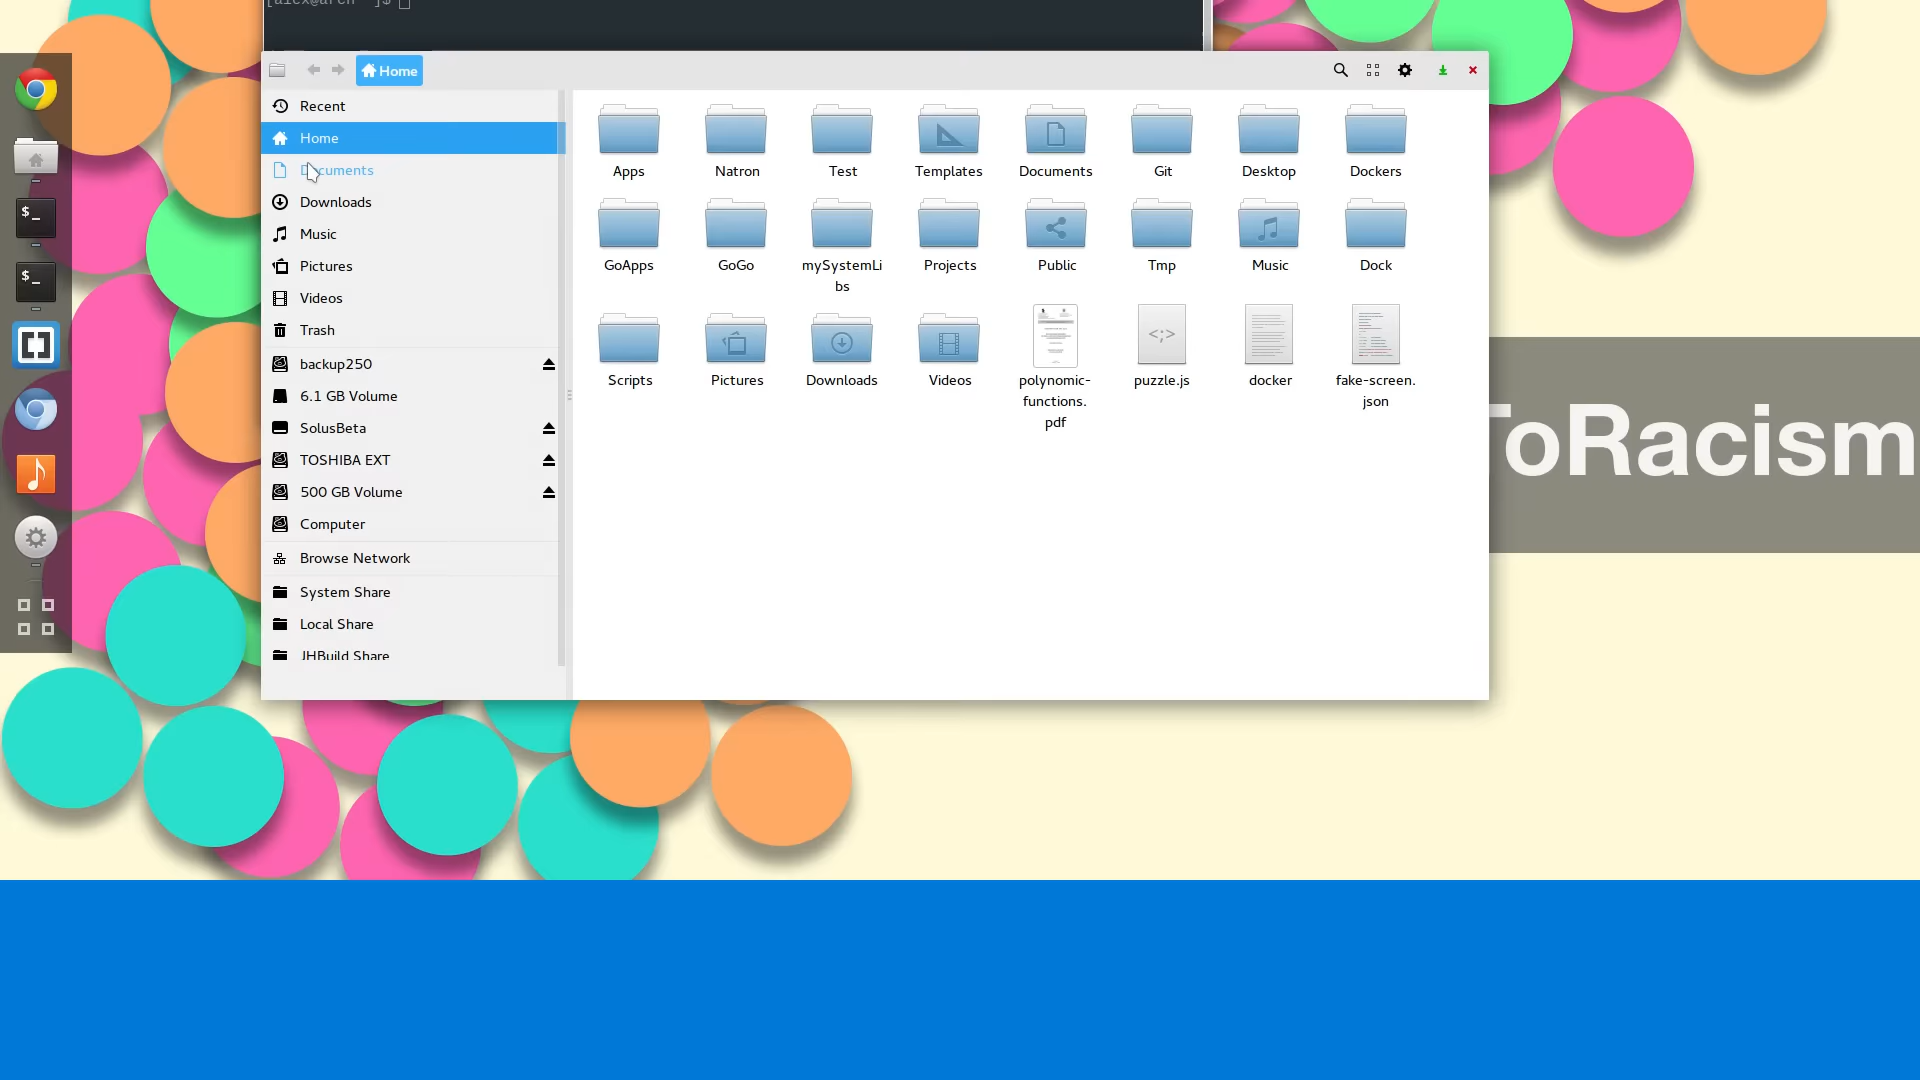 [alex@arch ~]$
Home
Recent
Home
Documents
Downloads
Music
Pictures
Videos
Trash
backup250
6.1 GB Volume
SolusBeta
TOSHIBA EXT
500 GB Volume
Computer
Browse Network
System Share
Local Share
JHBuild Share
Apps
Natron
Test
Templates
Documents
Git
Desktop
Dockers
GoApps
GoGo
mySystemLi
bs
Projects
Public
Tmp
Music
Dock
Scripts
Pictures
Downloads
Videos
polynomic-
functions.
pdf
puzzle.js
docker
fake-screen.
json
$_
$_
ToRacism